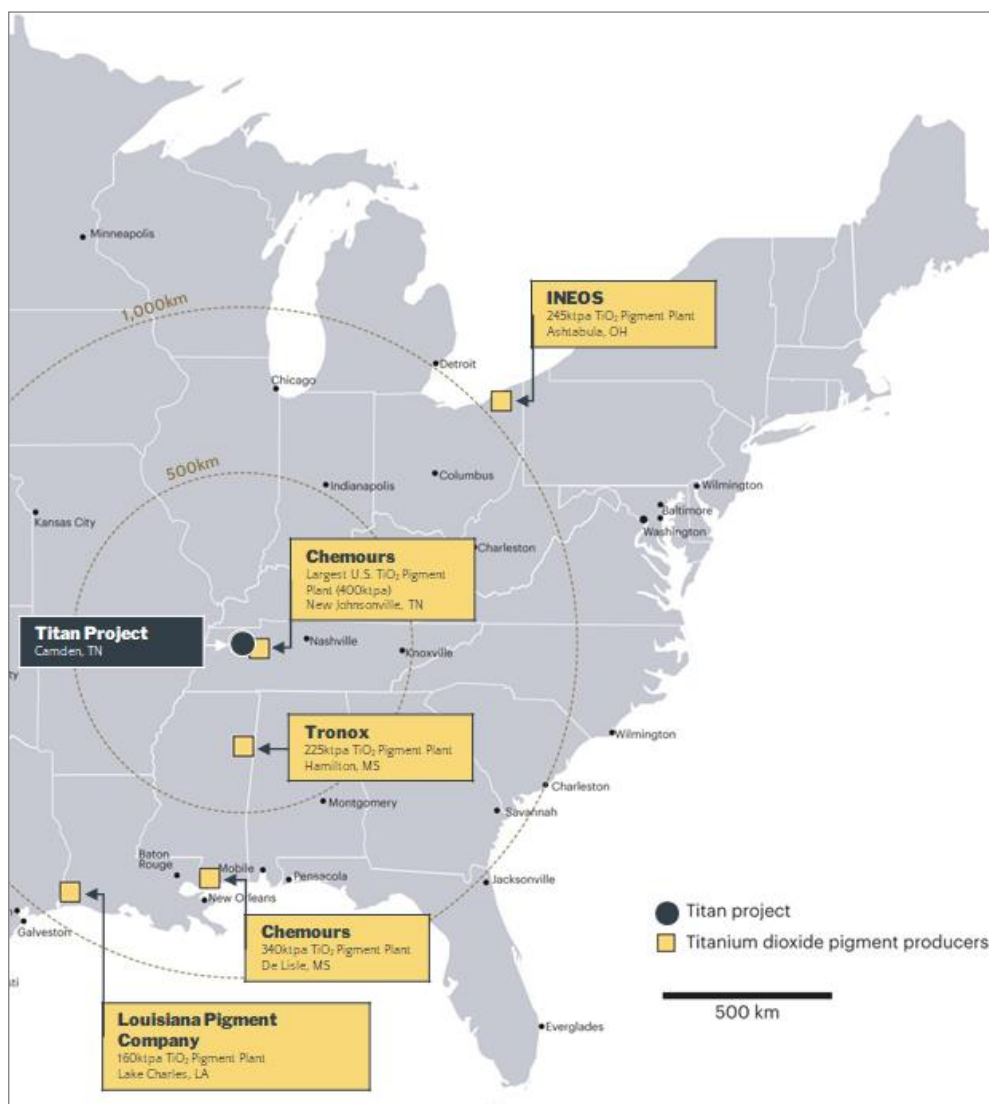 Minneapolis
1,000km
INEOS
245ktpa TiO₂ Pigment Plant
Ashtabula, OH
Detroit
Chicago
500km
Columbus
Indianapolis
Wilmington
Kansas City
Baltimore
Washington
Charleston
Chemours
Largest U.S. TiO₂ Pigment
Plant (400ktpa)
New Johnsonville, TN
Titan Project
Camden, TN
Nashville
Knoxville
Tronox
225ktpa TiO₂ Pigment Plant
Hamilton, MS
Wilmington
Charleston
Montgomery
Savannah
Baton
Rouge
Mobile
Pensacola
Jacksonville
New Orleans
Galveston
Chemours
340ktpa TiO₂ Pigment Plant
De Lisle, MS
Titan project
Titanium dioxide pigment producers
500 km
Louisiana Pigment
Company
160ktpa TiO₂ Pigment Plant
Lake Charles, LA
Everglades